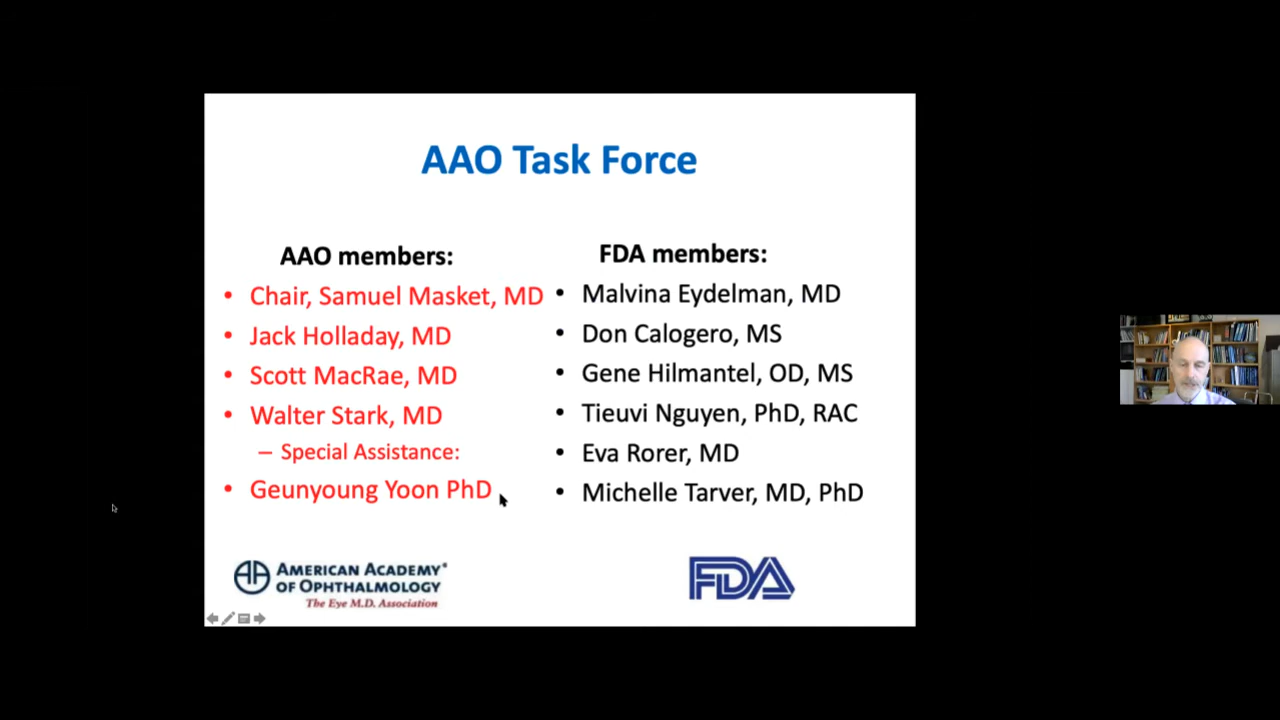 AAO Task Force
AAO members:
• Chair, Samuel Masket, MD
• Jack Holladay, MD
• Scott MacRae, MD
• Walter Stark, MD
– Special Assistance:
• Geunyoung Yoon PhD
FDA members:
• Malvina Eydelman, MD
• Don Calogero, MS
• Gene Hilmantel, OD, MS
• Tieuvi Nguyen, PhD, RAC
• Eva Rorer, MD
• Michelle Tarver, MD, PhD
AMERICAN ACADEMY
OF OPHTHALMOLOGY
The Eye M.D. Association
FDA